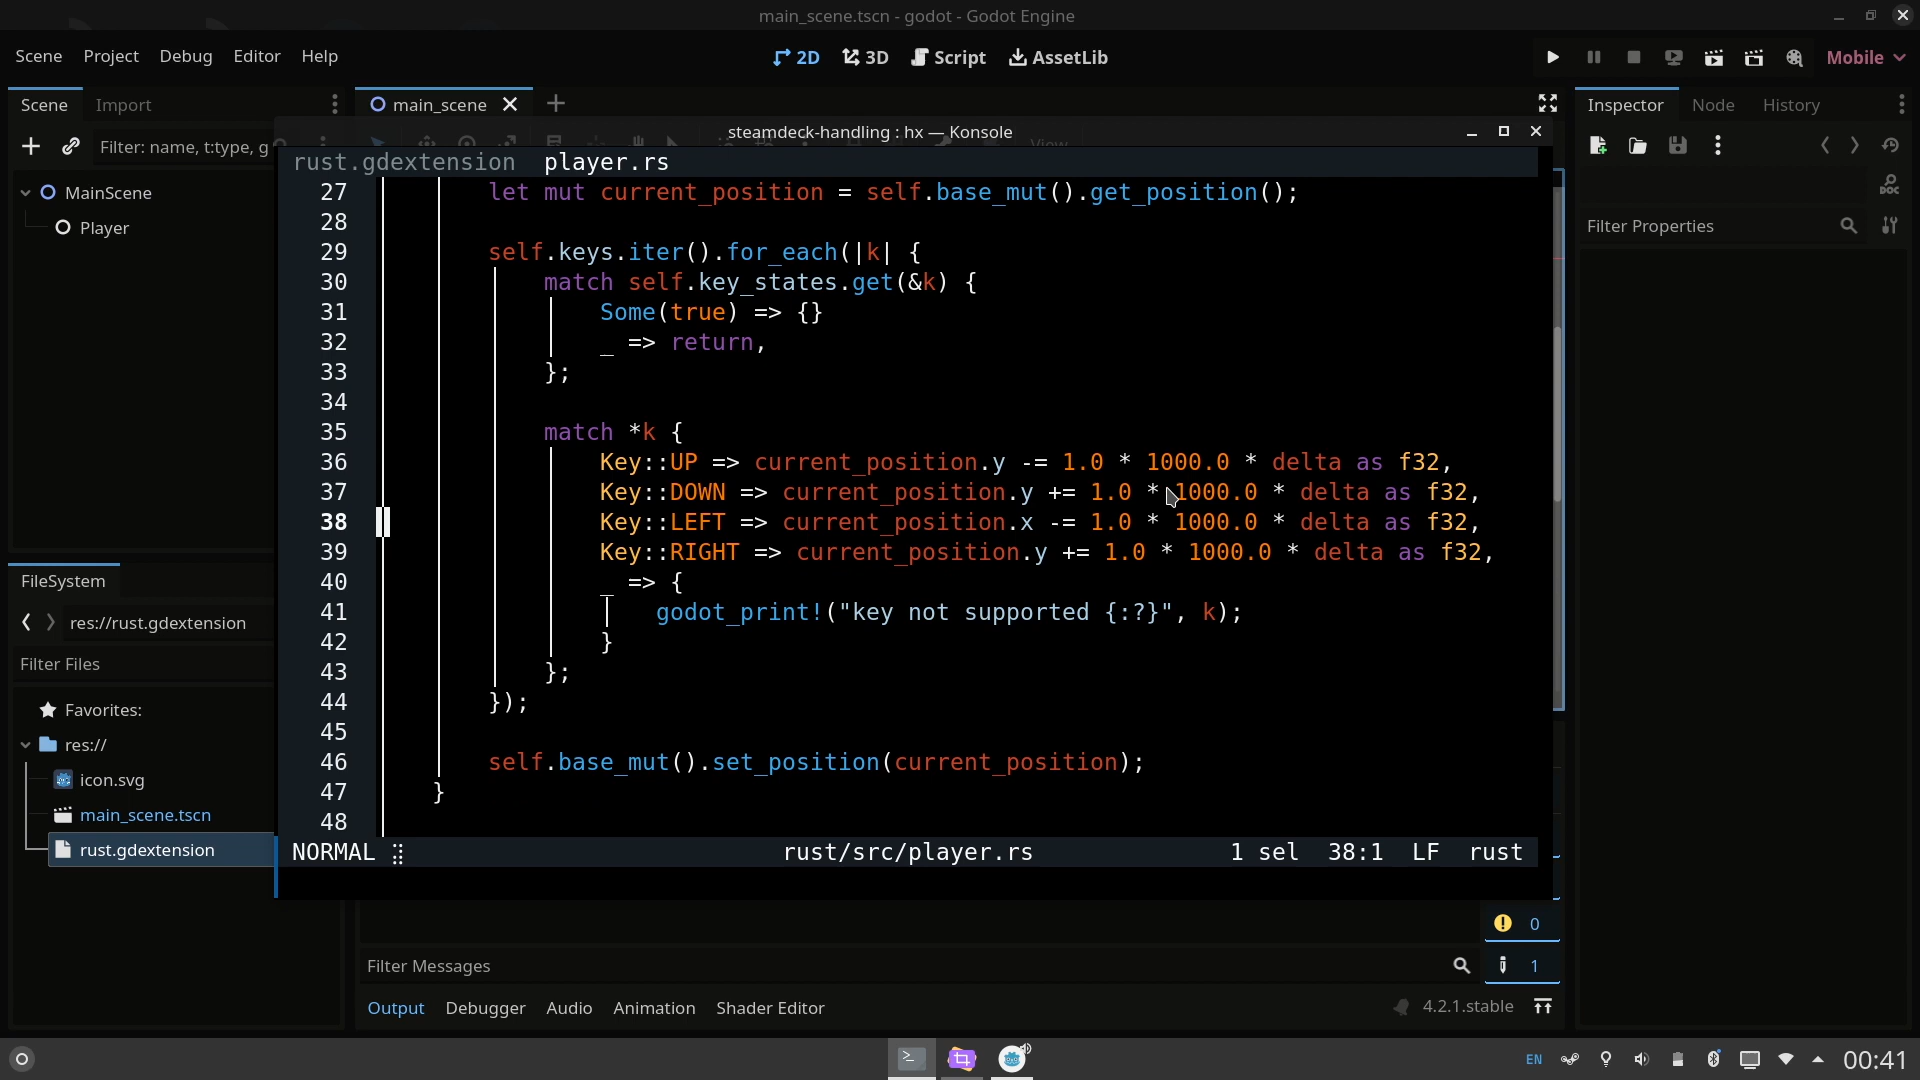 main_scene.tscn - godot - Godot Engine
Scene Project Debug Editor Help
2D 3D Script AssetLib
Mobile
Scene Import
main_scene
Inspector Node History
Filter: name, t:type, g
steamdeck-handling : hx — Konsole
View
MainScene
Player
Filter Properties
DOC
rust.gdextension player.rs
27 let mut current_position = self.base_mut().get_position();
28
29 self.keys.iter().for_each(|k| {
30 match self.key_states.get(&k) {
31 Some(true) => {}
32 _ => return,
33 };
34
35 match *k {
36 Key::UP => current_position.y -= 1.0 * 1000.0 * delta as f32,
37 Key::DOWN => current_position.y += 1.0 * 1000.0 * delta as f32,
38 Key::LEFT => current_position.x -= 1.0 * 1000.0 * delta as f32,
39 Key::RIGHT => current_position.y += 1.0 * 1000.0 * delta as f32,
40 _ => {
41 godot_print!("key not supported {:?}", k);
42 }
43 };
44 });
45
46 self.base_mut().set_position(current_position);
47 }
48
NORMAL rust/src/player.rs 1 sel 38:1 LF rust
FileSystem
res://rust.gdextension
Filter Files
Favorites:
res://
icon.svg
main_scene.tscn
rust.gdextension
0
Filter Messages
1
Output Debugger Audio Animation Shader Editor
4.2.1.stable
EN
00:41